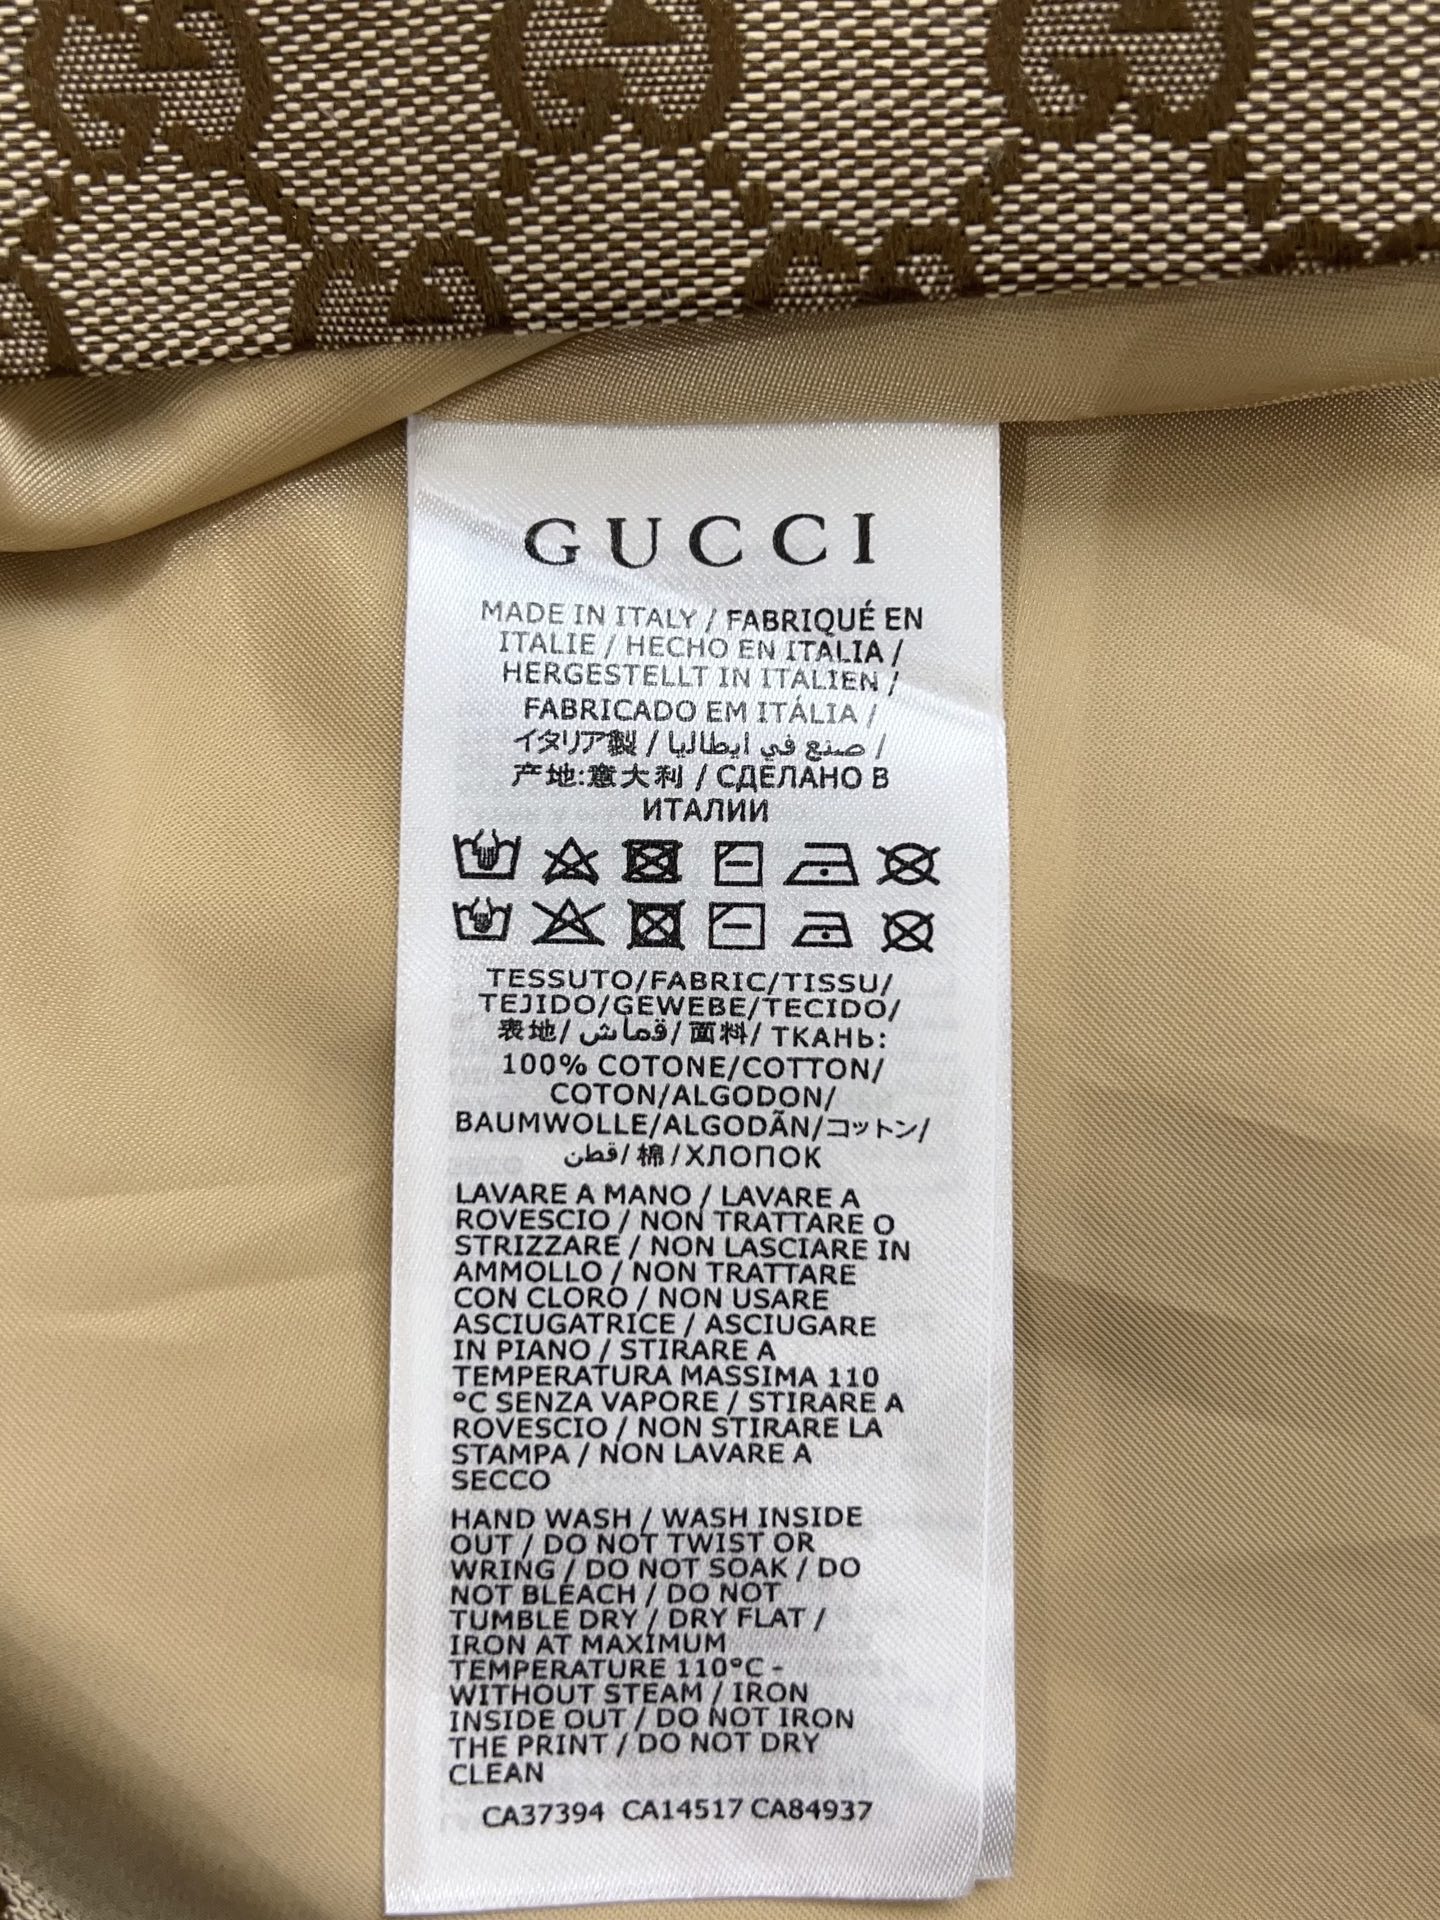 GUCCI
MADE IN ITALY / FABRIQUÉ EN
ITALIE / HECHO EN ITALIA /
HERGESTELLT IN ITALIEN /
FABRICADO EM ITÁLIA /
イタリア製 / صنع في ايطاليا /
产地:意大利 / СДЕЛАНО В
ИТАЛИИ
TESSUTO/FABRIC/TISSU/
TEJIDO/GEWEBE/TECIDO/
表地/ قماش/ 面料/ ТКАНЬ:
100% COTONE/COTTON/
COTON/ALGODON/
BAUMWOLLE/ALGODÃN/コットン/
قطن/ 棉/ХЛОПОК
LAVARE A MANO / LAVARE A
ROVESCIO / NON TRATTARE O
STRIZZARE / NON LASCIARE IN
AMMOLLO / NON TRATTARE
CON CLORO / NON USARE
ASCIUGATRICE / ASCIUGARE
IN PIANO / STIRARE A
TEMPERATURA MASSIMA 110
°C SENZA VAPORE / STIRARE A
ROVESCIO / NON STIRARE LA
STAMPA / NON LAVARE A
SECCO
HAND WASH / WASH INSIDE
OUT / DO NOT TWIST OR
WRING / DO NOT SOAK / DO
NOT BLEACH / DO NOT
TUMBLE DRY / DRY FLAT /
IRON AT MAXIMUM
TEMPERATURE 110°C -
WITHOUT STEAM / IRON
INSIDE OUT / DO NOT IRON
THE PRINT / DO NOT DRY
CLEAN
CA37394 CA14517 CA84937